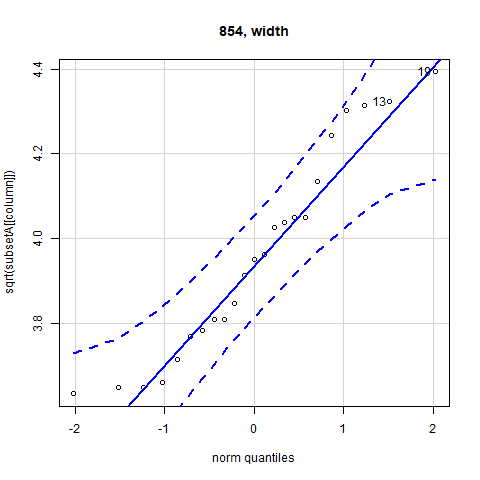 854, width
4.4
4.2
4.0
3.8
sqrt(subsetA[[column]])
19
13
-2 -1 0 1 2
norm quantiles